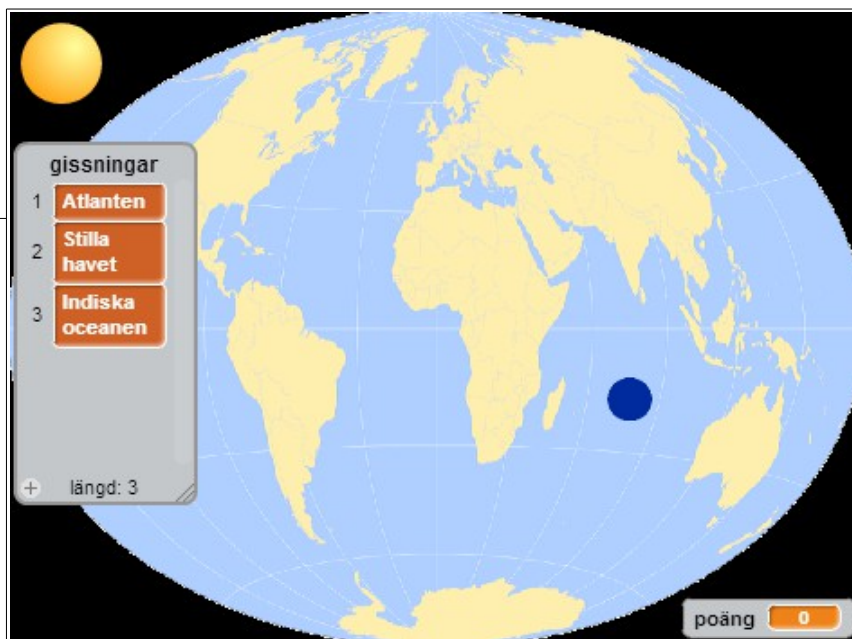 gissningar
1 Atlanten
2 Stilla
havet
3 Indiska
oceanen
+ längd: 3
poäng 0